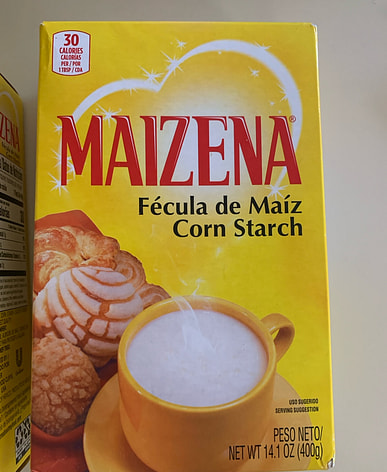 30
CALORIES
CALORÍAS
PER / POR
1 TBSP / CDA
MAIZENA®
Fécula de Maíz
Corn Starch
USO SUGERIDO
SERVING SUGGESTION
PESO NETO/
NET WT 14.1 OZ (400g)
ZENA